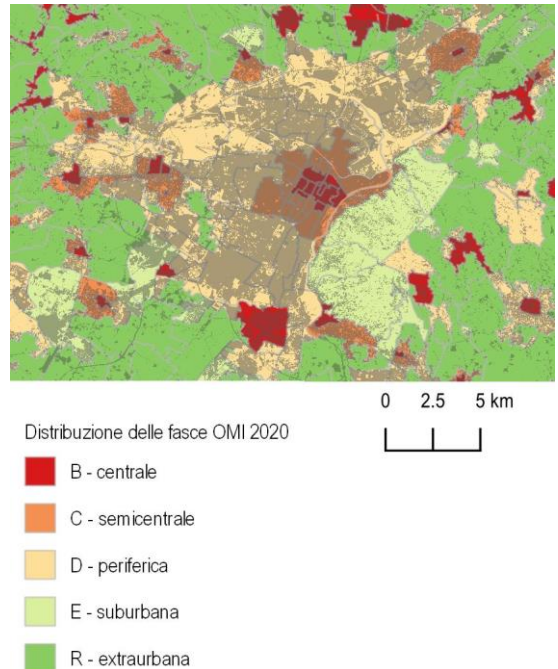 0 2.5 5 km
Distribuzione delle fasce OMI 2020
B - centrale
C - semicentrale
D - periferica
E - suburbana
R - extraurbana